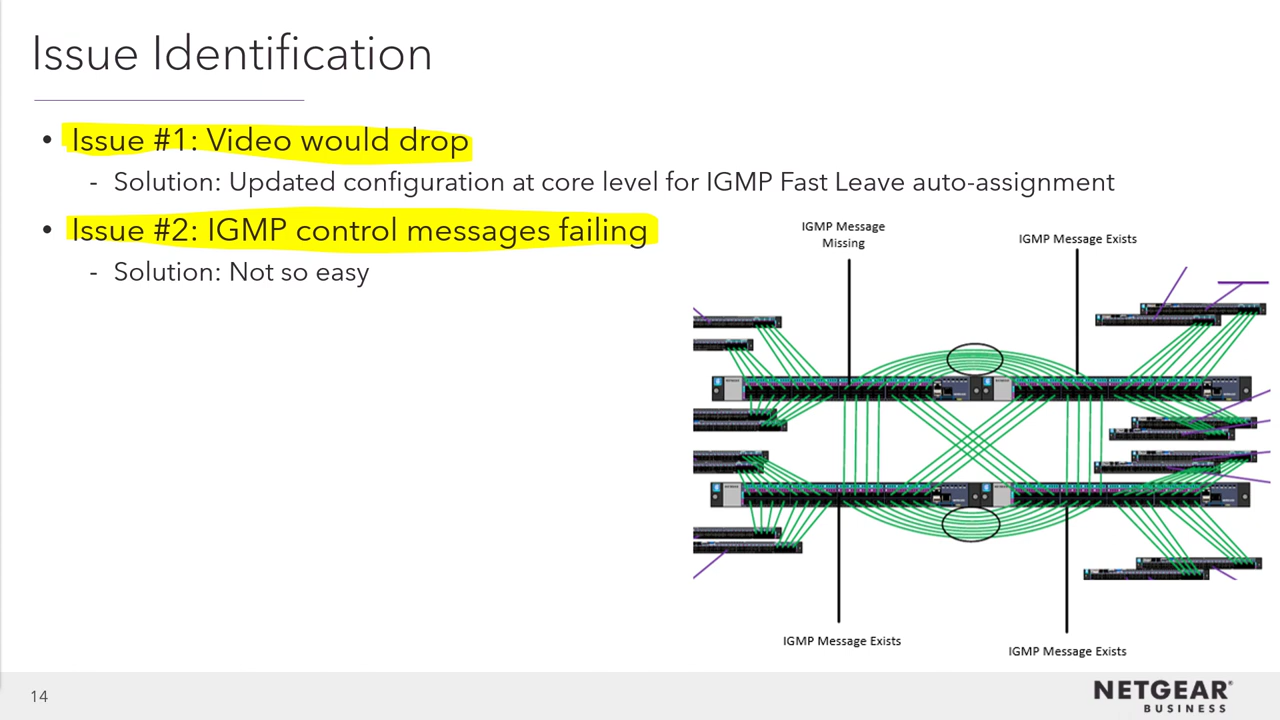 Issue Identification
• Issue #1: Video would drop
- Solution: Updated configuration at core level for IGMP Fast Leave auto-assignment
• Issue #2: IGMP control messages failing
- Solution: Not so easy
IGMP Message
Missing
IGMP Message Exists
IGMP Message Exists
IGMP Message Exists
14
NETGEAR®
BUSINESS